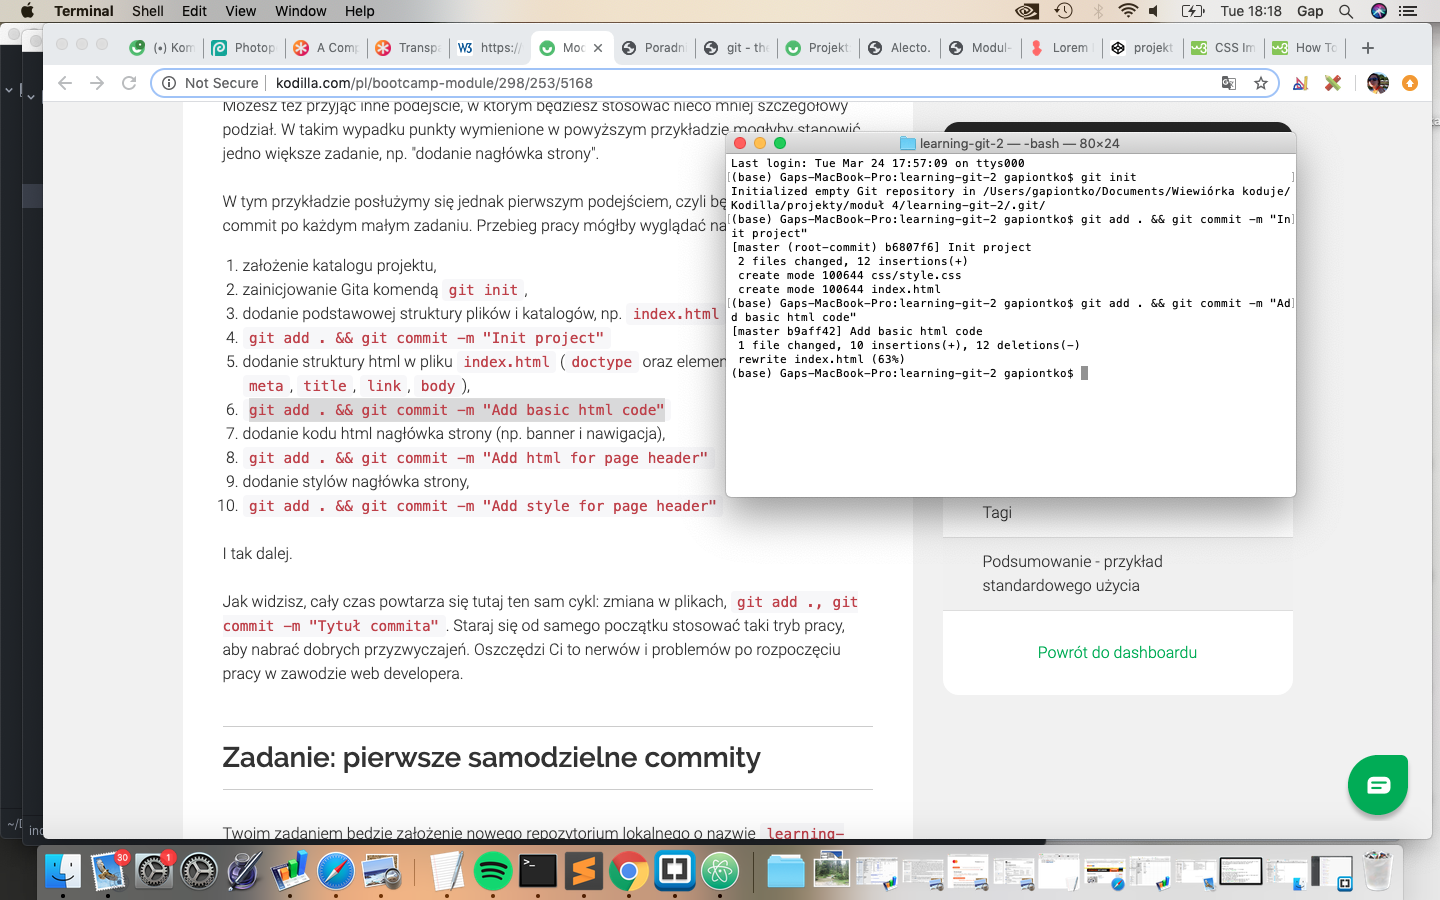 Terminal Shell Edit View Window Help
Tue 18:18 Gap
(•) Kom
Photop
A Comp
Transpa
https://
Moc
Poradn
git - the
Projekt
Alecto.
Modul-
Lorem
projekt
CSS Im
How To
Not Secure kodilla.com/pl/bootcamp-module/298/253/5168
Możesz też przyjąć inne podejście, w którym będziesz stosować nieco mniej szczegółowy
podział. W takim wypadku punkty wymienione w powyższym przykładzie mogłyby stanowić
jedno większe zadanie, np. "dodanie nagłówka strony".
W tym przykładzie posłużymy się jednak pierwszym podejściem, czyli bę
commit po każdym małym zadaniu. Przebieg pracy mógłby wyglądać na
1. założenie katalogu projektu,
2. zainicjowanie Gita komendą git init,
3. dodanie podstawowej struktury plików i katalogów, np. index.html
4. git add . && git commit -m "Init project"
5. dodanie struktury html w pliku index.html ( doctype oraz elemen
meta, title, link, body ),
6. git add . && git commit -m "Add basic html code"
7. dodanie kodu html nagłówka strony (np. banner i nawigacja),
8. git add . && git commit -m "Add html for page header"
9. dodanie stylów nagłówka strony,
10. git add . && git commit -m "Add style for page header"
I tak dalej.
Jak widzisz, cały czas powtarza się tutaj ten sam cykl: zmiana w plikach, git add ., git
commit -m "Tytuł commita" . Staraj się od samego początku stosować taki tryb pracy,
aby nabrać dobrych przyzwyczajeń. Oszczędzi Ci to nerwów i problemów po rozpoczęciu
pracy w zawodzie web developera.
Zadanie: pierwsze samodzielne commity
Twoim zadaniem będzie założenie nowego repozytorium lokalnego o nazwie learning-
learning-git-2 — -bash — 80×24
Last login: Tue Mar 24 17:57:09 on ttys000
[(base) Gaps-MacBook-Pro:learning-git-2 gapiontko$ git init ]
Initialized empty Git repository in /Users/gapiontko/Documents/Wiewiórka koduje/
Kodilla/projekty/moduł 4/learning-git-2/.git/
[(base) Gaps-MacBook-Pro:learning-git-2 gapiontko$ git add . && git commit -m "In]
it project"
[master (root-commit) b6807f6] Init project
2 files changed, 12 insertions(+)
create mode 100644 css/style.css
create mode 100644 index.html
[(base) Gaps-MacBook-Pro:learning-git-2 gapiontko$ git add . && git commit -m "Ad]
d basic html code"
[master b9aff42] Add basic html code
1 file changed, 10 insertions(+), 12 deletions(-)
rewrite index.html (63%)
(base) Gaps-MacBook-Pro:learning-git-2 gapiontko$
Tagi
Podsumowanie - przykład
standardowego użycia
Powrót do dashboardu
~/D
ind
30
1